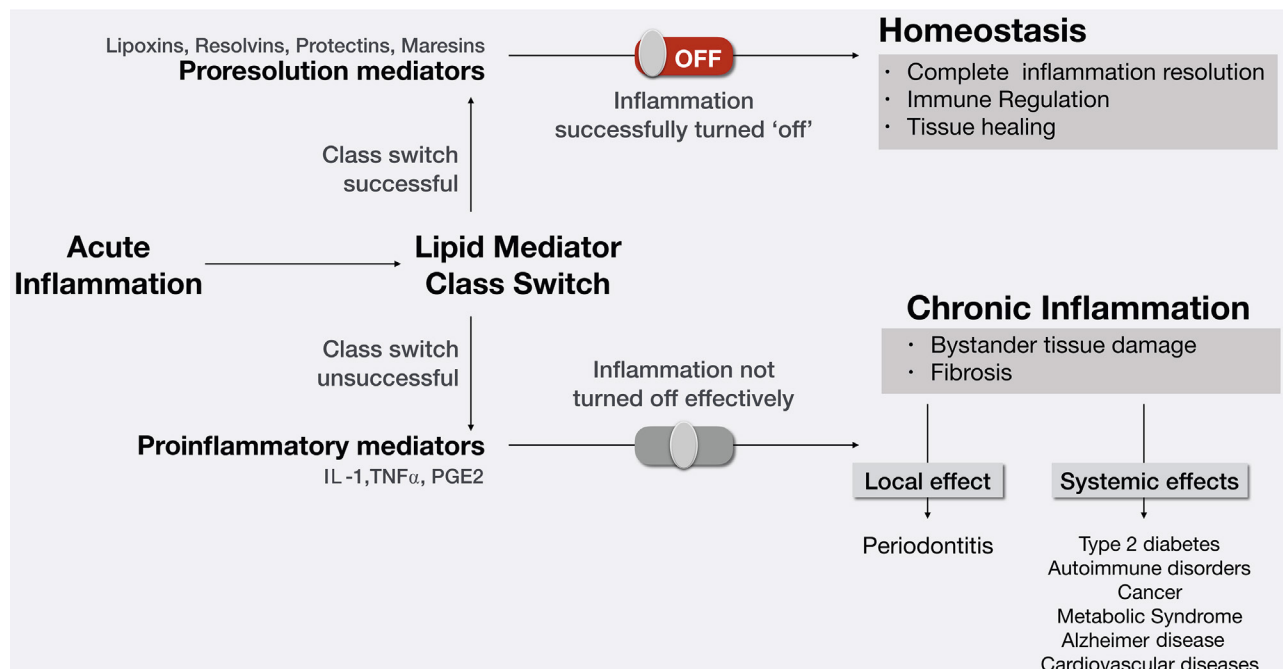 Lipoxins, Resolvins, Protectins, Maresins
Proresolution mediators
OFF
Inflammation
successfully turned ‘off’
Homeostasis
· Complete inflammation resolution
· Immune Regulation
· Tissue healing
Class switch
successful
Acute
Inflammation
Lipid Mediator
Class Switch
Class switch
unsuccessful
Proinflammatory mediators
IL -1,TNFα, PGE2
Inflammation not
turned off effectively
Chronic Inflammation
· Bystander tissue damage
· Fibrosis
Local effect
Periodontitis
Systemic effects
Type 2 diabetes
Autoimmune disorders
Cancer
Metabolic Syndrome
Alzheimer disease
Cardiovascular diseases